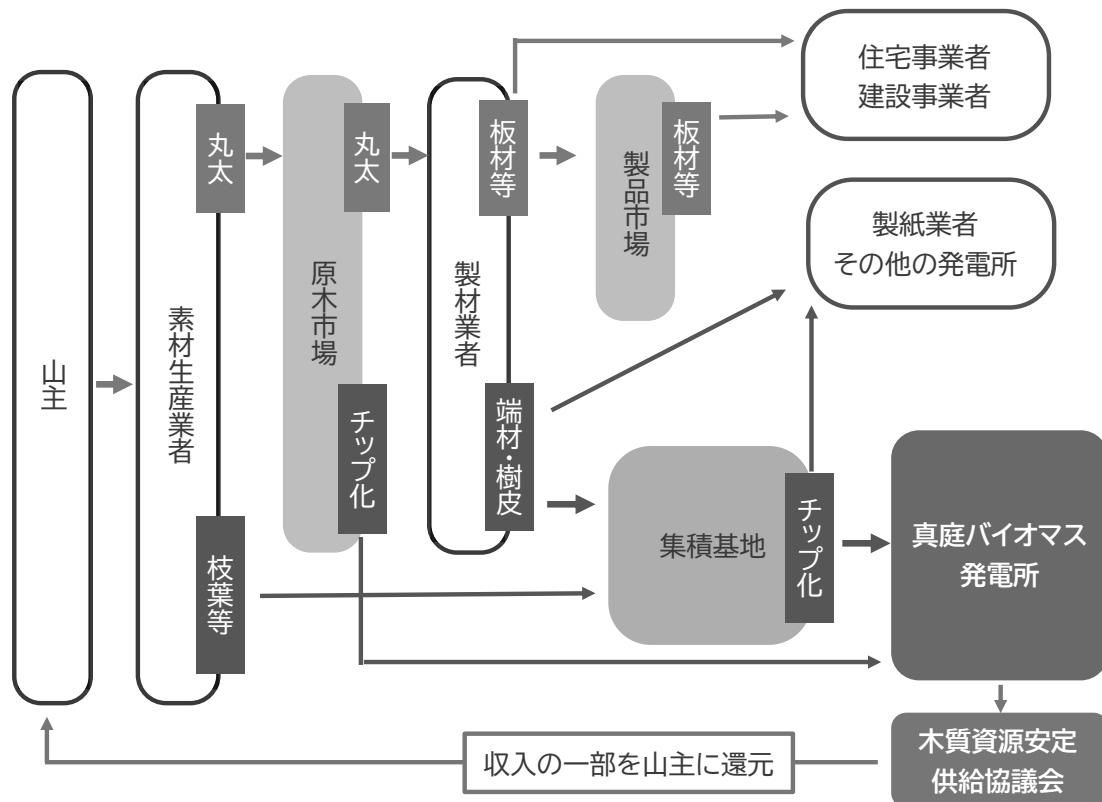 山主
素材生産業者
丸太
枝葉等
原木市場
丸太
チップ化
製材業者
板材等
端材・樹皮
製品市場
板材等
住宅事業者
建設事業者
製紙業者
その他の発電所
集積基地
チップ化
真庭バイオマス
発電所
木質資源安定
供給協議会
収入の一部を山主に還元